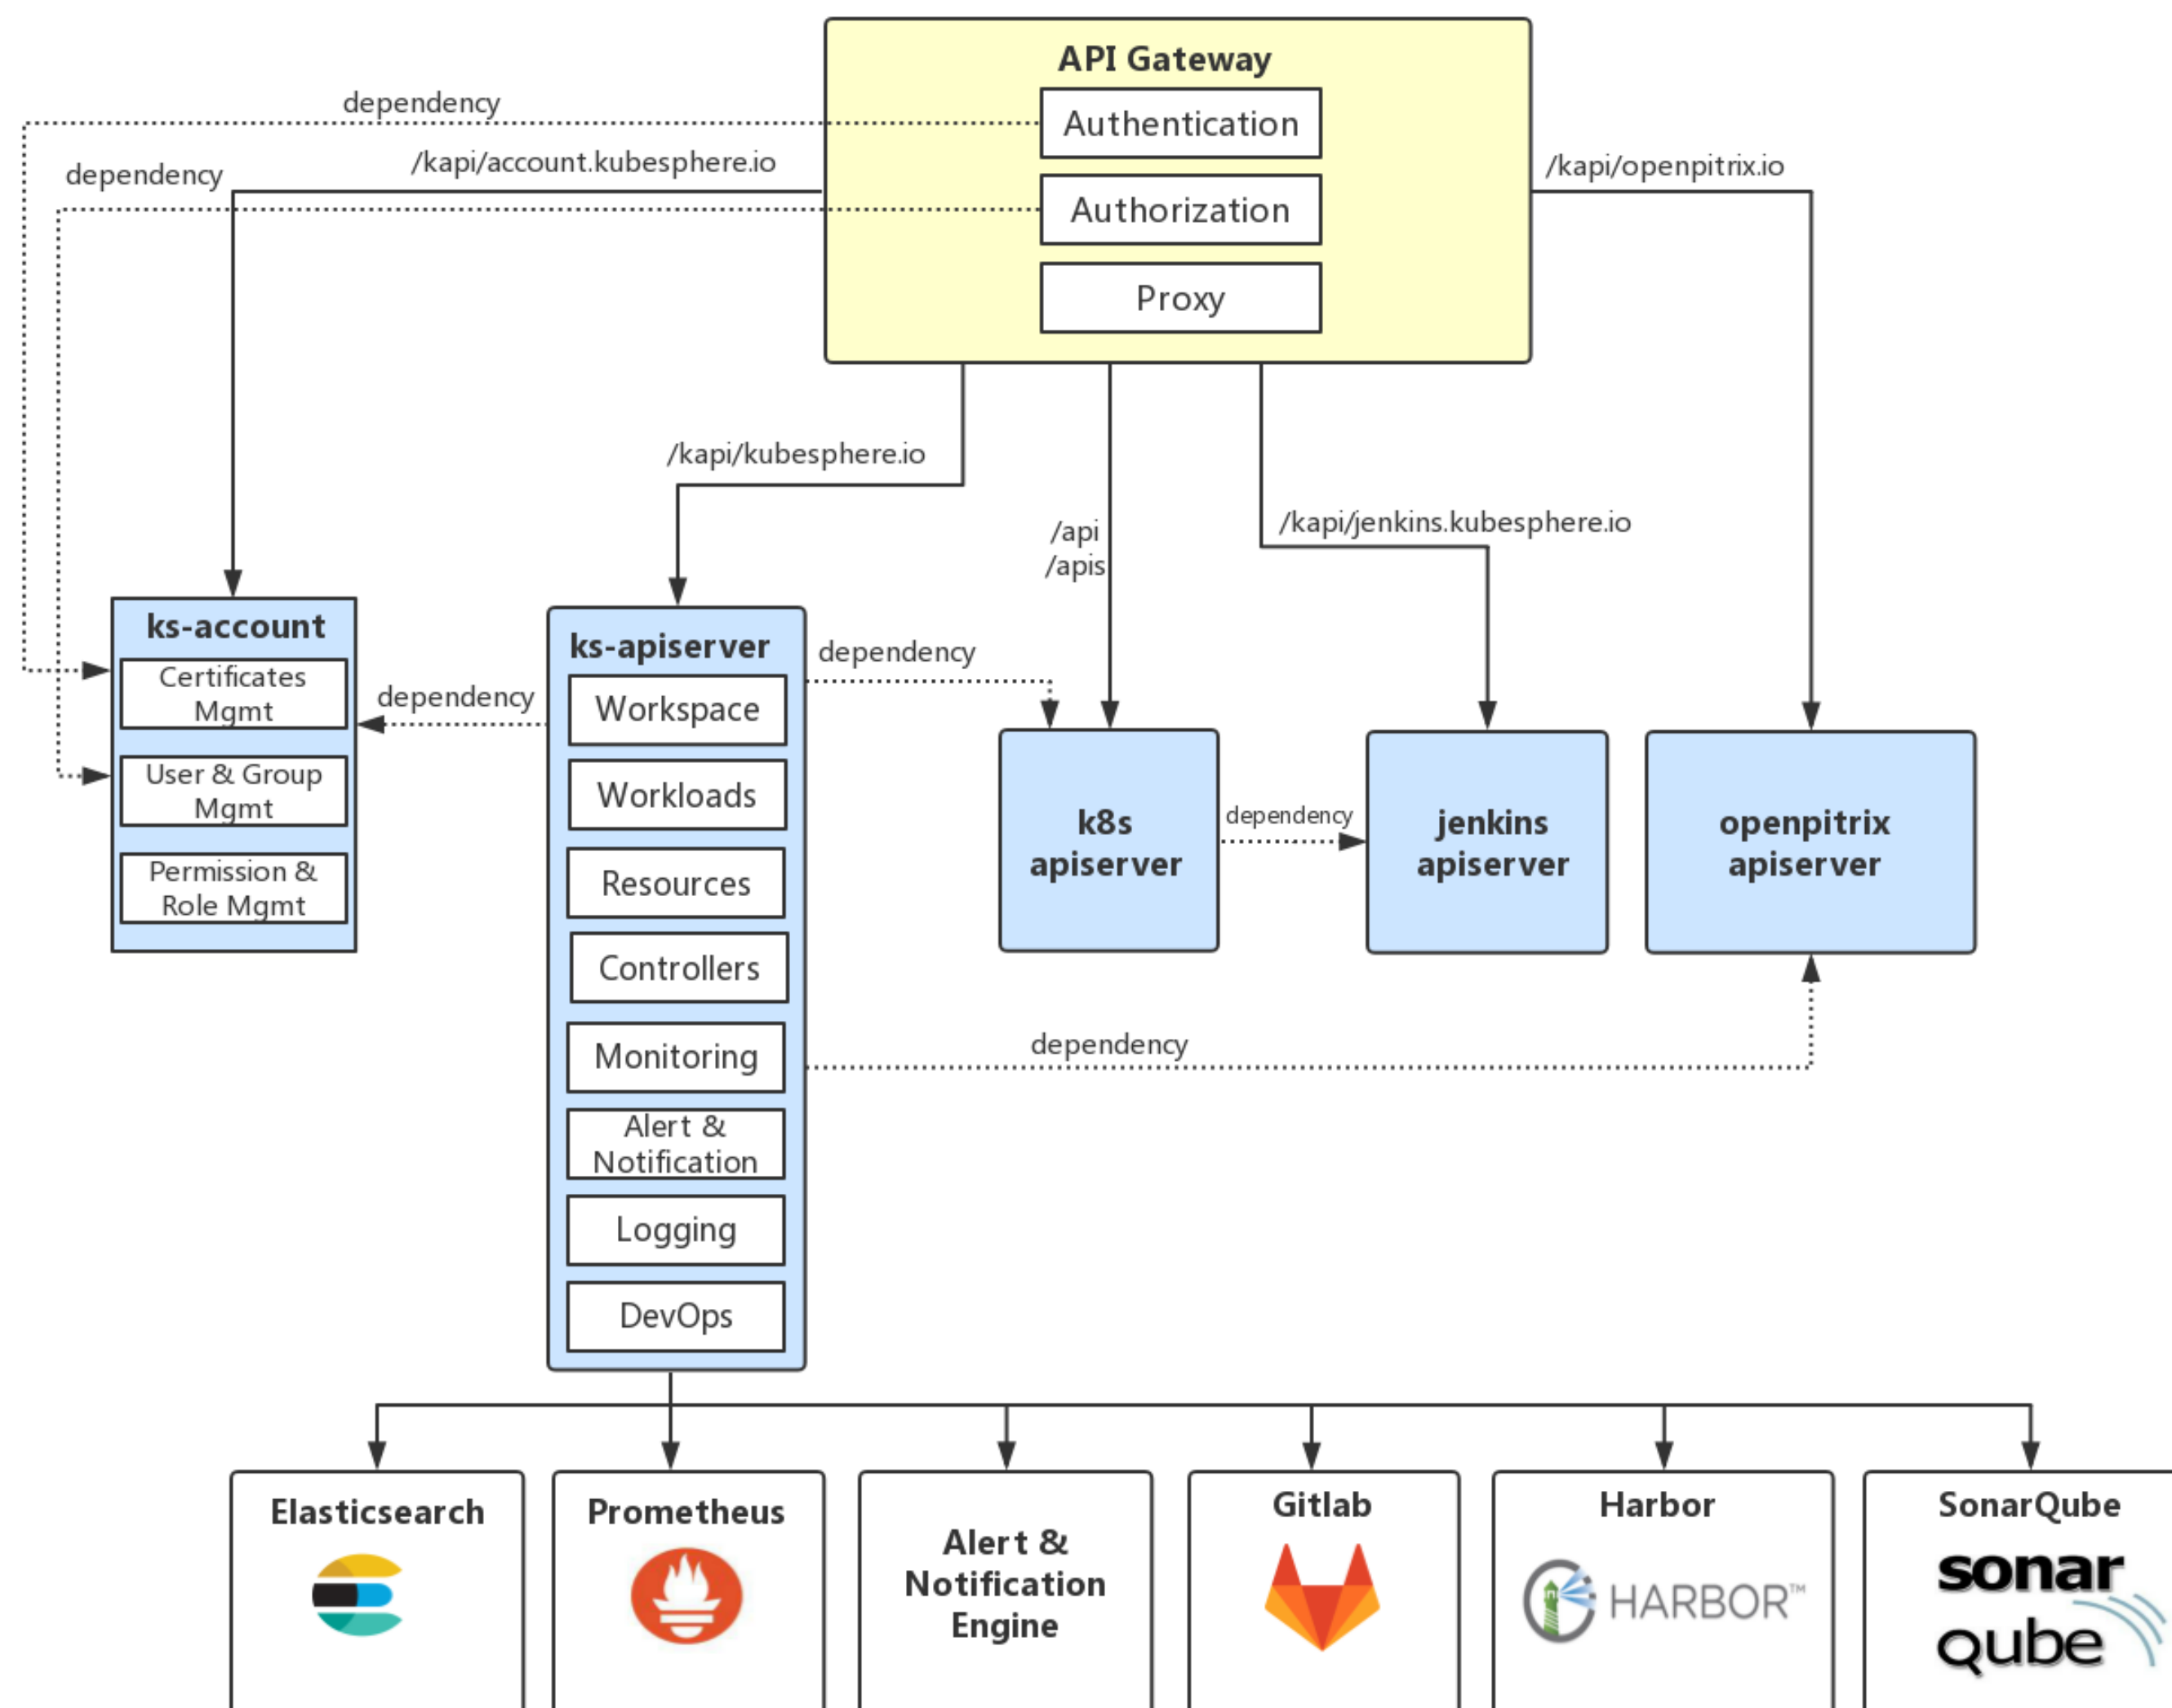 API Gateway
Authentication
Authorization
Proxy
dependency
dependency
/kapi/account.kubesphere.io
/kapi/openpitrix.io
/kapi/kubesphere.io
/api
/apis
/kapi/jenkins.kubesphere.io
ks-account
Certificates
Mgmt
User & Group
Mgmt
Permission &
Role Mgmt
dependency
ks-apiserver
Workspace
Workloads
Resources
Controllers
Monitoring
Alert &
Notification
Logging
DevOps
dependency
k8s
apiserver
dependency
jenkins
apiserver
openpitrix
apiserver
dependency
Elasticsearch
Prometheus
Alert &
Notification
Engine
Gitlab
Harbor
HARBOR™
SonarQube
sonar
qube